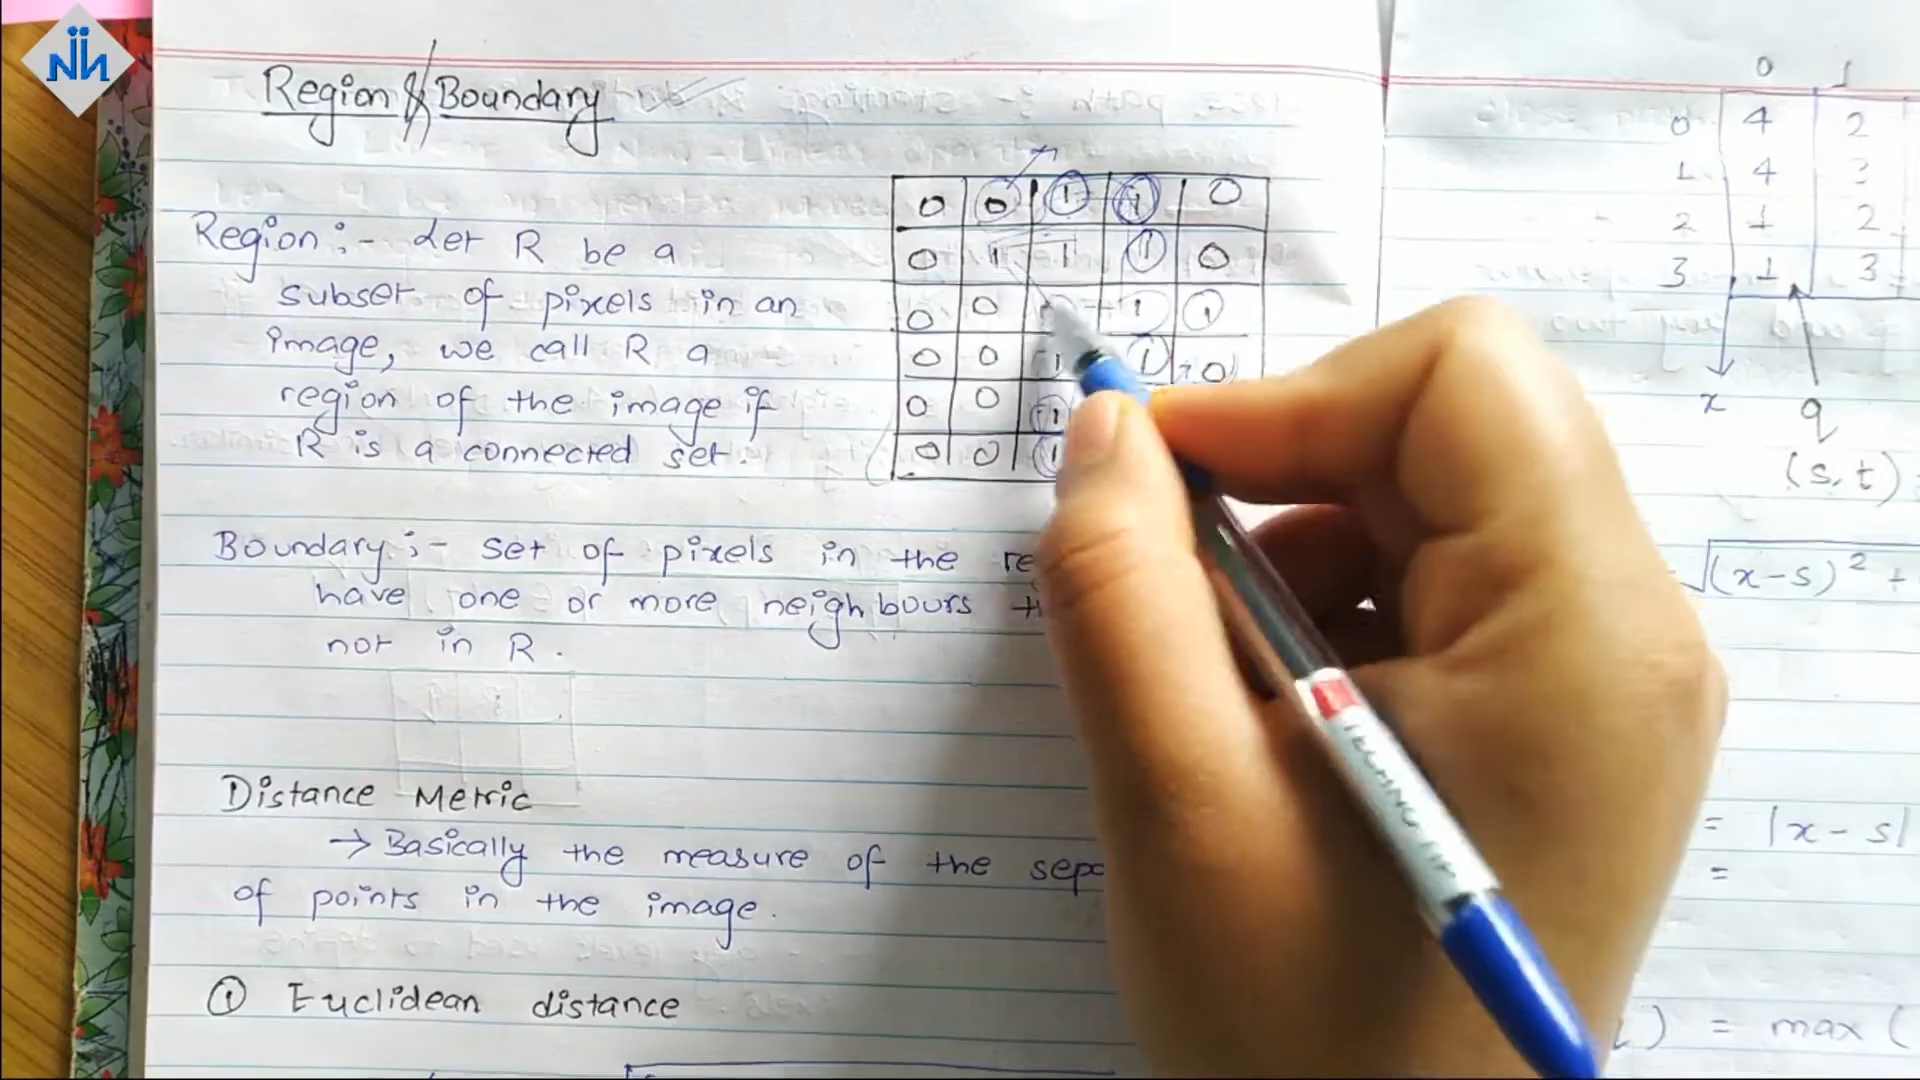 Region & Boundary
Region :- Let R be a
subset of pixels in an
image, we call R a
region of the image if
R is a connected set.
0 0 1 1 0
0 1 1 1 0
0 0 1 1
0 0 1 1 0
0 0 1
0 0 1
Boundary :- set of pixels in the
have one or more neighbours
not in R.
Distance Metric
→ Basically the measure of the
of points in the image.
① Euclidean distance
0 1
0 4 2
1 4
2 1 2
3 1 3
x q
(s, t)
√(x-s)² +
= |x-s|
=
) = max (